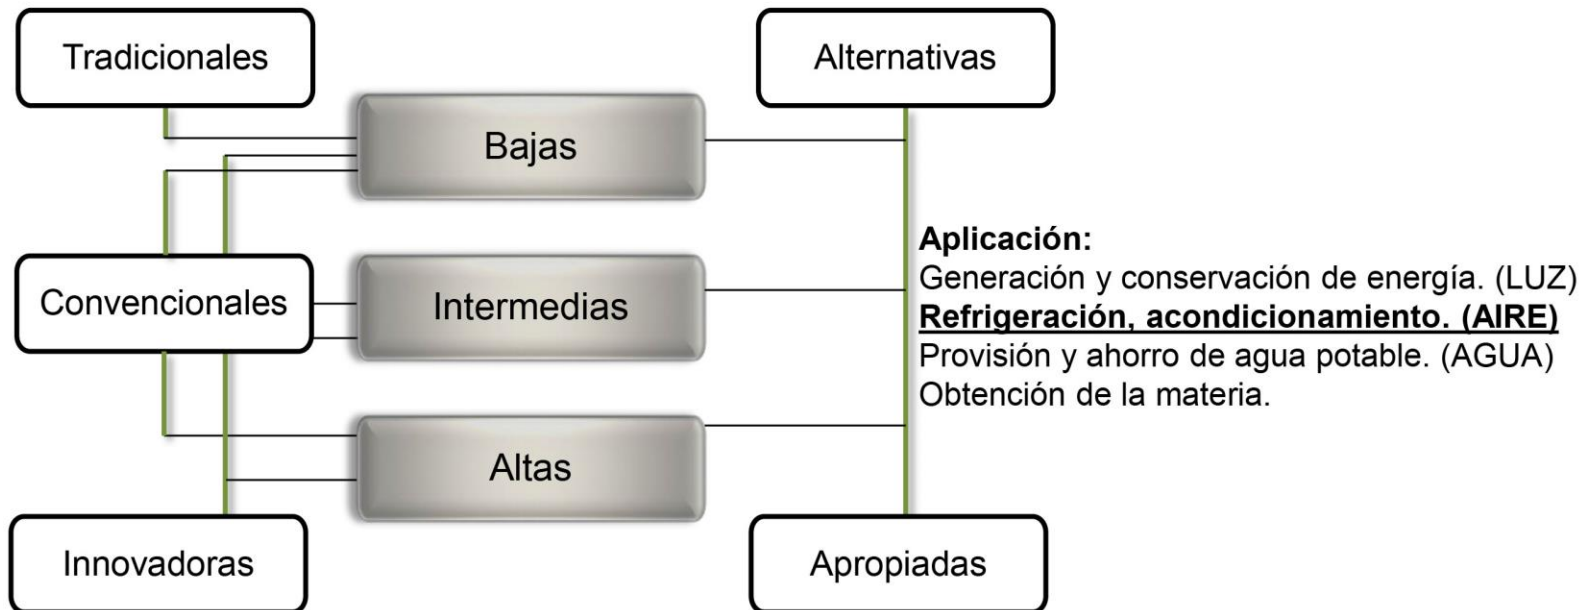 Tradicionales
Alternativas
Bajas
Convencionales
Intermedias
Aplicación:
Generación y conservación de energía. (LUZ)
Refrigeración, acondicionamiento. (AIRE)
Provisión y ahorro de agua potable. (AGUA)
Obtención de la materia.
Altas
Innovadoras
Apropiadas